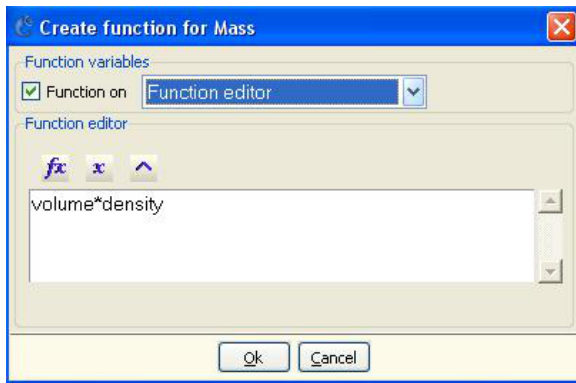 Create function for Mass
Function variables
Function on Function editor
Function editor
fx x ^
volume*density
Ok Cancel